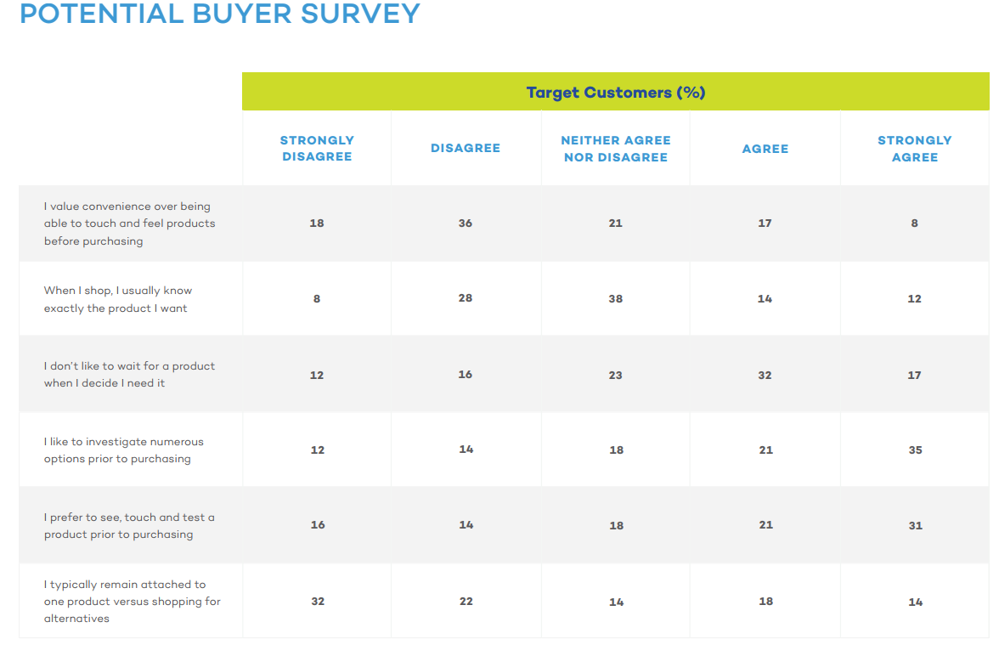 POTENTIAL BUYER SURVEY
Target Customers (%)
STRONGLY
DISAGREE
DISAGREE
NEITHER AGREE
NOR DISAGREE
AGREE
STRONGLY
AGREE
I value convenience over being
able to touch and feel products
before purchasing
18 36 21 17 8
When I shop, I usually know
exactly the product I want
8 28 38 14 12
I don't like to wait for a product
when I decide I need it
12 16 23 32 17
I like to investigate numerous
options prior to purchasing
12 14 18 21 35
I prefer to see, touch and test a
product prior to purchasing
16 14 18 21 31
I typically remain attached to
one product versus shopping for
alternatives
32 22 14 18 14